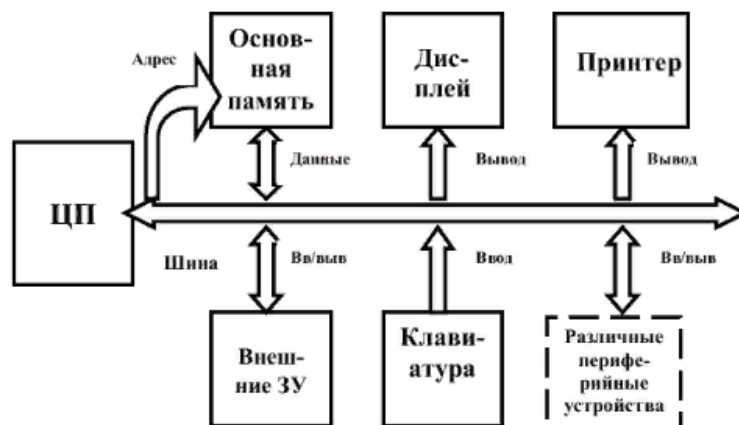 Адрес
Основ-
ная
память
Дис-
плей
Принтер
Данные
Вывод
Вывод
ЦП
Шина
Вв/выв
Ввод
Вв/выв
Внеш-
ние ЗУ
Клави-
атура
Различные
перифе-
рийные
устройства